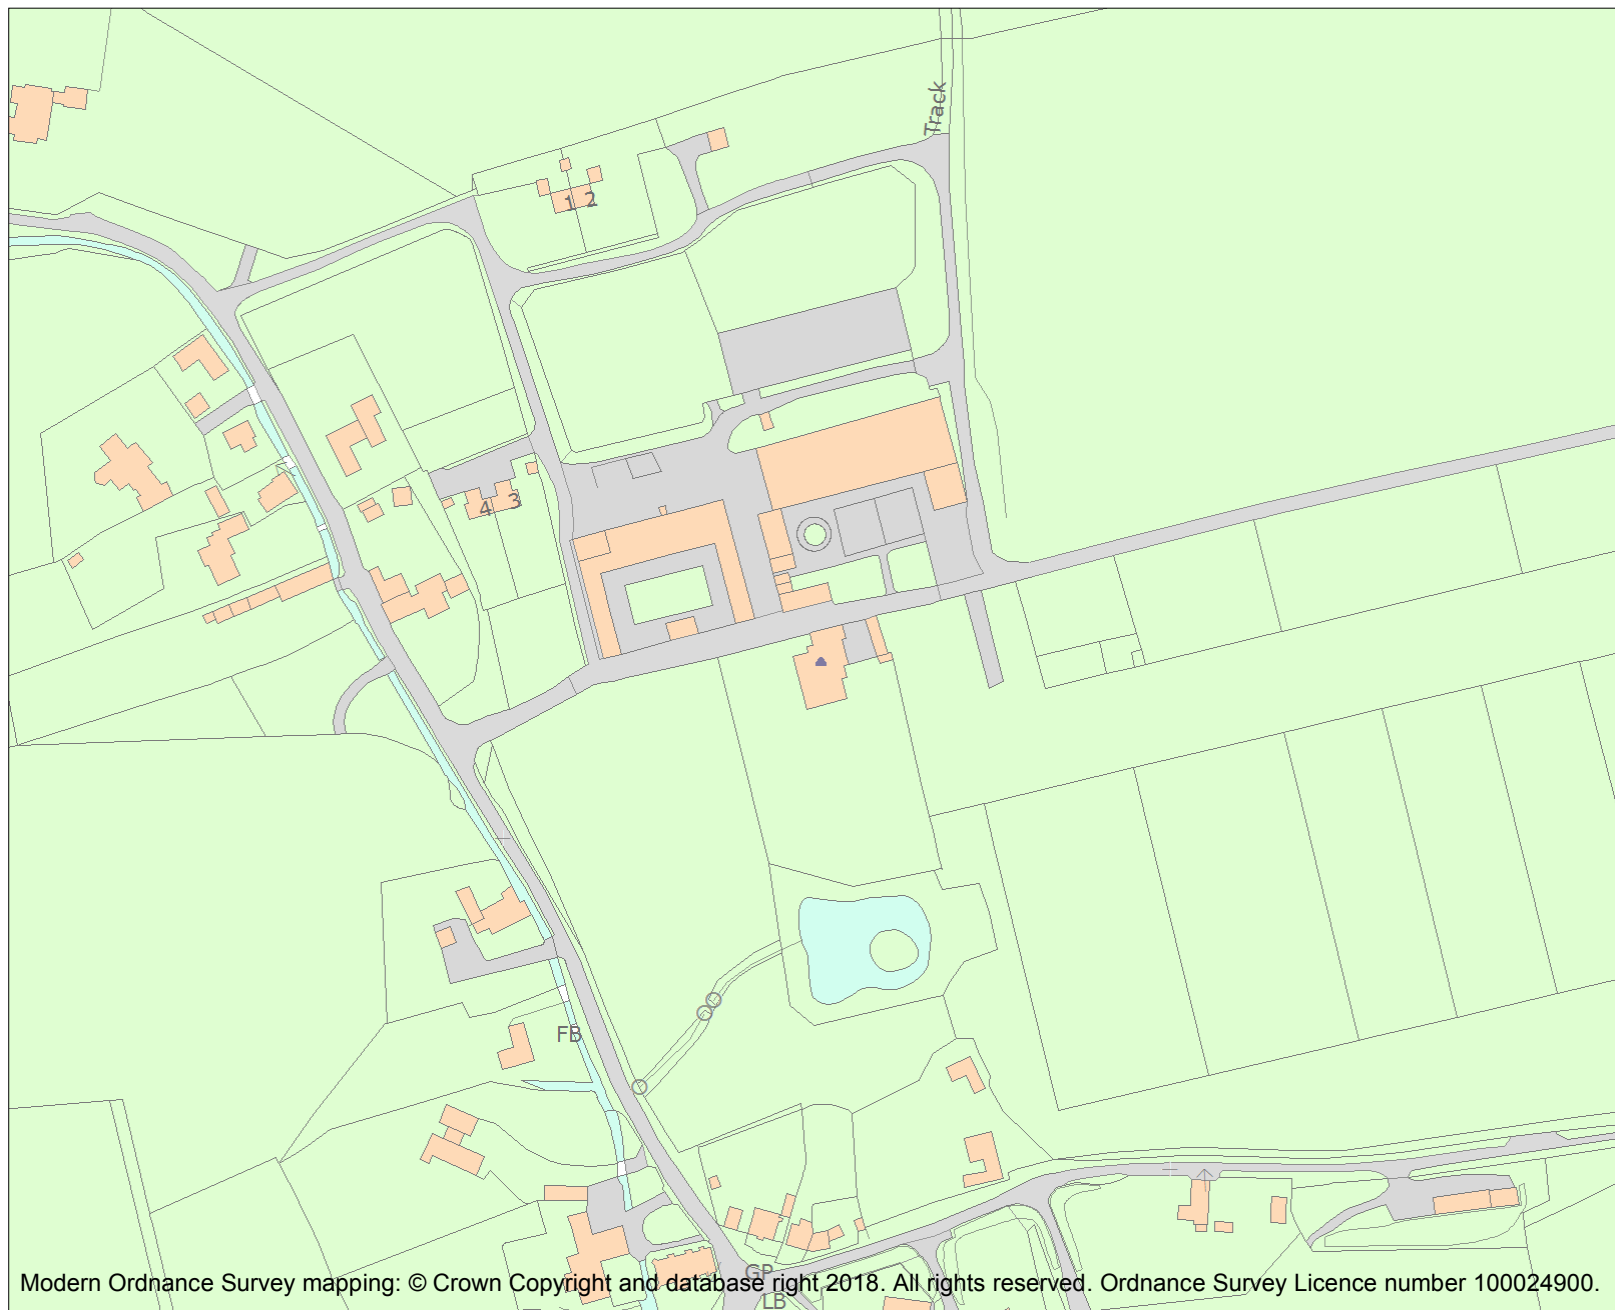 Track
1 2
4 3
FB
GP
LB
Modern Ordnance Survey mapping: © Crown Copyright and database right 2018. All rights reserved. Ordnance Survey Licence number 100024900.